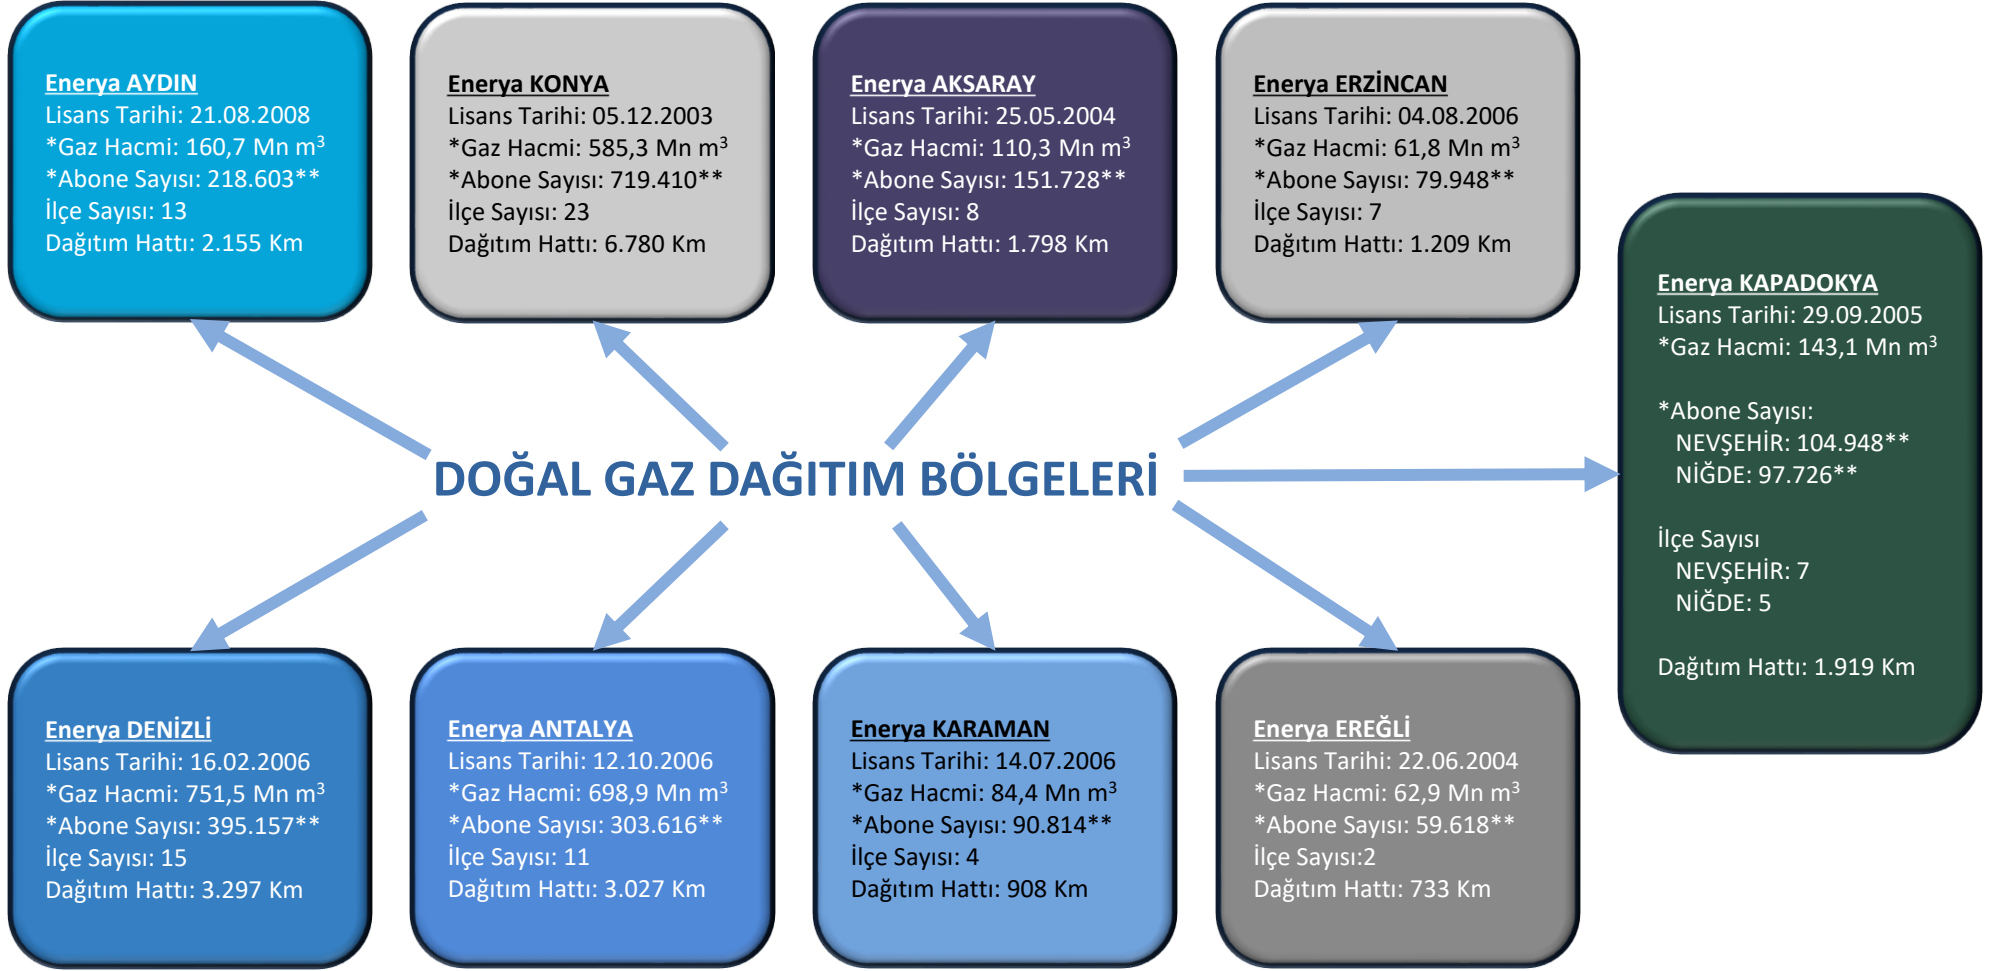 Enerya AYDIN
Lisans Tarihi: 21.08.2008
*Gaz Hacmi: 160,7 Mn m³
*Abone Sayısı: 218.603**
İlçe Sayısı: 13
Dağıtım Hattı: 2.155 Km
Enerya KONYA
Lisans Tarihi: 05.12.2003
*Gaz Hacmi: 585,3 Mn m³
*Abone Sayısı: 719.410**
İlçe Sayısı: 23
Dağıtım Hattı: 6.780 Km
Enerya AKSARAY
Lisans Tarihi: 25.05.2004
*Gaz Hacmi: 110,3 Mn m³
*Abone Sayısı: 151.728**
İlçe Sayısı: 8
Dağıtım Hattı: 1.798 Km
Enerya ERZİNCAN
Lisans Tarihi: 04.08.2006
*Gaz Hacmi: 61,8 Mn m³
*Abone Sayısı: 79.948**
İlçe Sayısı: 7
Dağıtım Hattı: 1.209 Km
Enerya KAPADOKYA
Lisans Tarihi: 29.09.2005
*Gaz Hacmi: 143,1 Mn m³
*Abone Sayısı:
NEVŞEHİR: 104.948**
NİĞDE: 97.726**
İlçe Sayısı
NEVŞEHİR: 7
NİĞDE: 5
Dağıtım Hattı: 1.919 Km
DOĞAL GAZ DAĞITIM BÖLGELERİ
Enerya DENİZLİ
Lisans Tarihi: 16.02.2006
*Gaz Hacmi: 751,5 Mn m³
*Abone Sayısı: 395.157**
İlçe Sayısı: 15
Dağıtım Hattı: 3.297 Km
Enerya ANTALYA
Lisans Tarihi: 12.10.2006
*Gaz Hacmi: 698,9 Mn m³
*Abone Sayısı: 303.616**
İlçe Sayısı: 11
Dağıtım Hattı: 3.027 Km
Enerya KARAMAN
Lisans Tarihi: 14.07.2006
*Gaz Hacmi: 84,4 Mn m³
*Abone Sayısı: 90.814**
İlçe Sayısı: 4
Dağıtım Hattı: 908 Km
Enerya EREĞLİ
Lisans Tarihi: 22.06.2004
*Gaz Hacmi: 62,9 Mn m³
*Abone Sayısı: 59.618**
İlçe Sayısı:2
Dağıtım Hattı: 733 Km